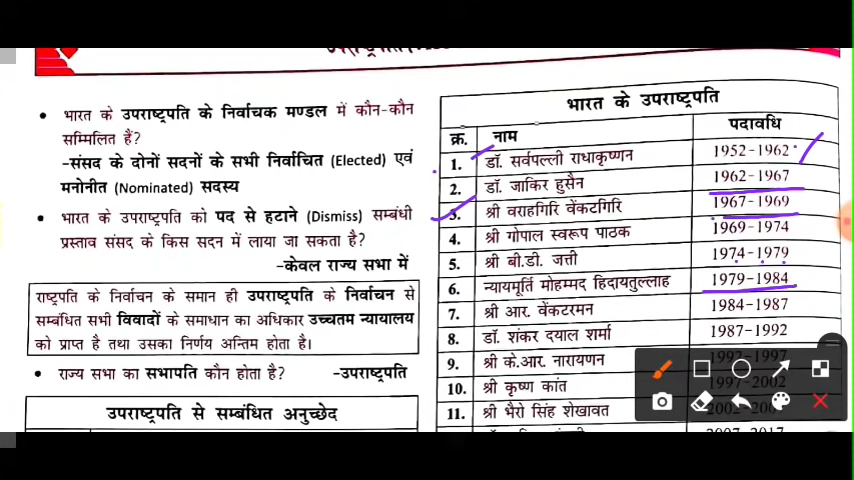 • भारत के उपराष्ट्रपति के निर्वाचक मण्डल में कौन-कौन
सम्मिलित हैं?
-संसद के दोनों सदनों के सभी निर्वाचित (Elected) एवं
मनोनीत (Nominated) सदस्य
• भारत के उपराष्ट्रपति को पद से हटाने (Dismiss) सम्बंधी
प्रस्ताव संसद के किस सदन में लाया जा सकता है?
-केवल राज्य सभा में
राष्ट्रपति के निर्वाचन के समान ही उपराष्ट्रपति के निर्वाचन से
सम्बंधित सभी विवादों के समाधान का अधिकार उच्चतम न्यायालय
को प्राप्त है तथा उसका निर्णय अन्तिम होता है।
• राज्य सभा का सभापति कौन होता है? -उपराष्ट्रपति
उपराष्ट्रपति से सम्बंधित अनुच्छेद
भारत के उपराष्ट्रपति
क्र. नाम पदावधि
1. डॉ. सर्वपल्ली राधाकृष्णन 1952-1962
2. डॉ. जाकिर हुसैन 1962-1967
3. श्री वराहगिरि वेंकटगिरि 1967-1969
4. श्री गोपाल स्वरूप पाठक 1969-1974
5. श्री बी.डी. जत्ती 1974-1979
6. न्यायमूर्ति मोहम्मद हिदायतुल्लाह 1979-1984
7. श्री आर. वेंकटरमन 1984-1987
8. डॉ. शंकर दयाल शर्मा 1987-1992
9. श्री के.आर. नारायणन 1992-1997
10. श्री कृष्ण कांत 1997-2002
11. श्री भैरो सिंह शेखावत